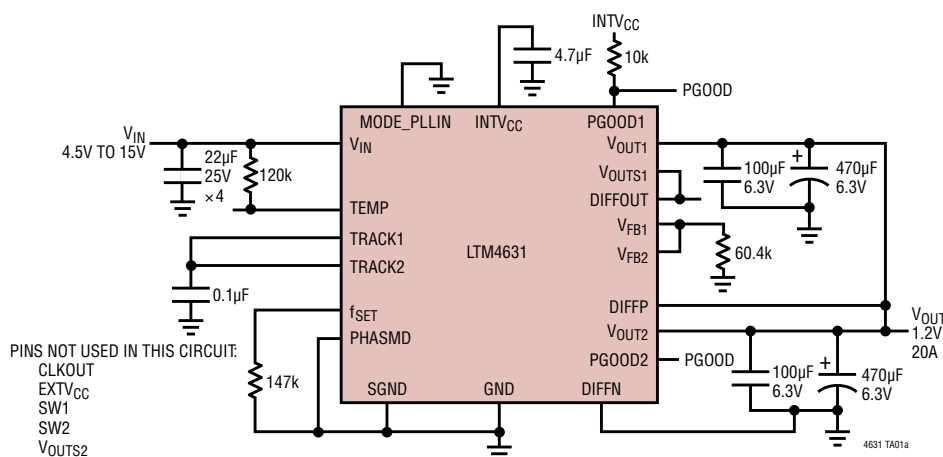 INTVCC
4.7µF
10k
PGOOD
MODE_PLLIN
INTVCC
PGOOD1
VIN
4.5V TO 15V
22µF
25V
×4
120k
VIN
TEMP
TRACK1
TRACK2
0.1µF
fSET
PHASMD
147k
SGND
GND
DIFFN
LTM4631
VOUT1
VOUTS1
DIFFOUT
VFB1
VFB2
DIFFP
VOUT2
PGOOD2
PGOOD
100µF
6.3V
+
470µF
6.3V
60.4k
VOUT
1.2V
20A
100µF
6.3V
+
470µF
6.3V
PINS NOT USED IN THIS CIRCUIT:
CLKOUT
EXTVCC
SW1
SW2
VOUTS2
4631 TA01a